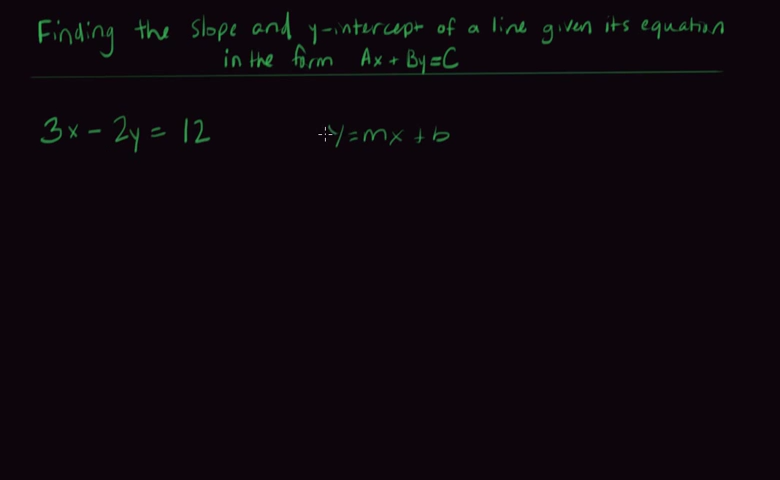 Finding the slope and y-intercept of a line given its equation
in the form Ax + By = C
3x - 2y = 12 y = mx + b